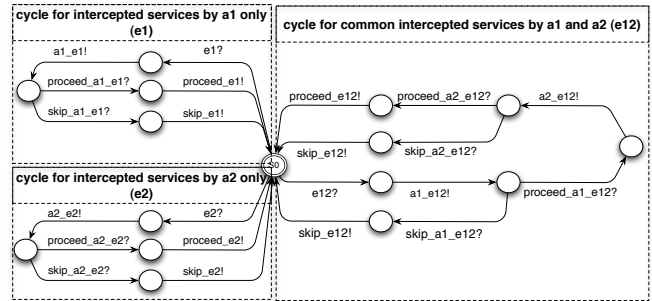 cycle for intercepted services by a1 only
(e1)
a1_e1!
e1?
proceed_a1_e1?
proceed_e1!
skip_a1_e1?
skip_e1!
cycle for common intercepted services by a1 and a2 (e12)
proceed_e12!
proceed_a2_e12?
a2_e12!
skip_e12!
skip_a2_e12?
S0
e12?
a1_e12!
proceed_a1_e12?
skip_e12!
skip_a1_e12?
cycle for intercepted services by a2 only
(e2)
a2_e2!
e2?
proceed_a2_e2?
proceed_e2!
skip_a2_e2?
skip_e2!